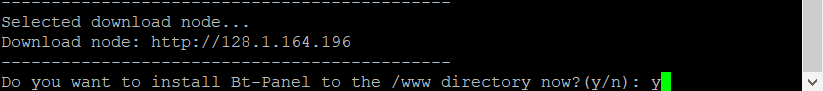 ---------------------------------------------
Selected download node...
Download node: http://128.1.164.196
---------------------------------------------
Do you want to install Bt-Panel to the /www directory now?(y/n): y